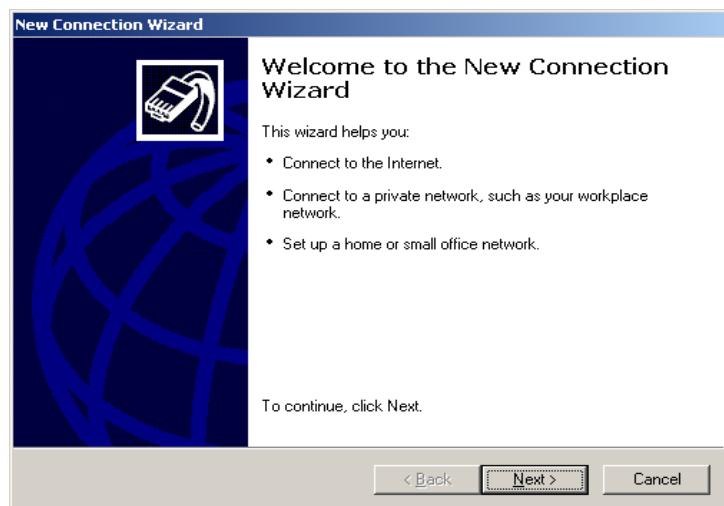 New Connection Wizard
Welcome to the New Connection
Wizard
This wizard helps you:
• Connect to the Internet.
• Connect to a private network, such as your workplace
network.
• Set up a home or small office network.
To continue, click Next.
< Back Next > Cancel